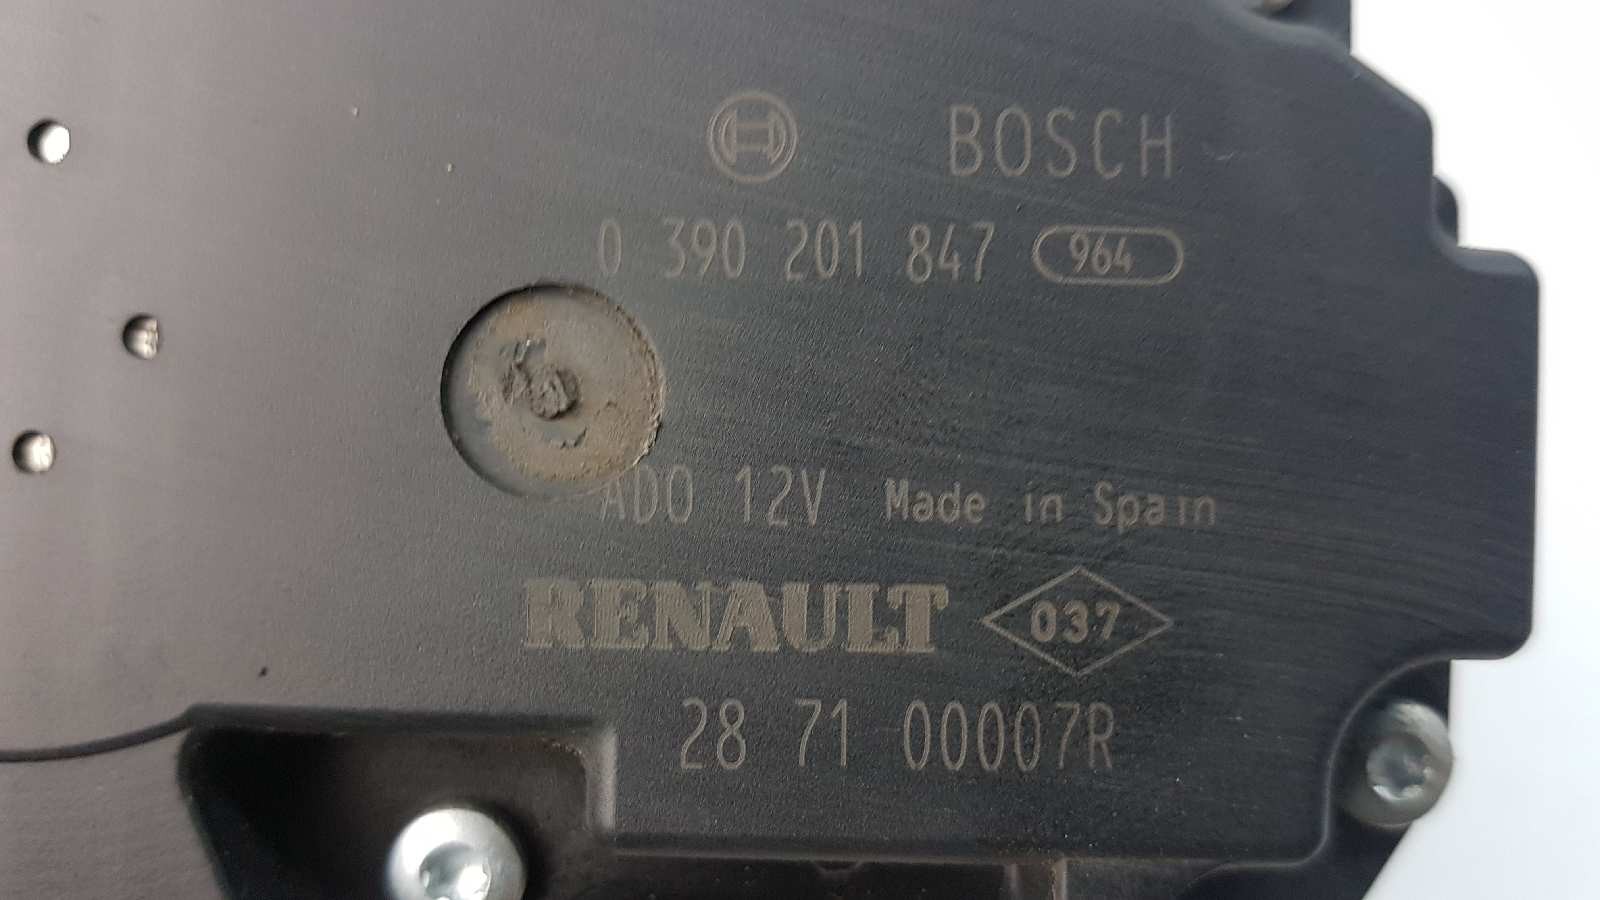 BOSCH
0 390 201 847 964
ADO 12V Made in Spain
RENAULT 037
28 71 00007R